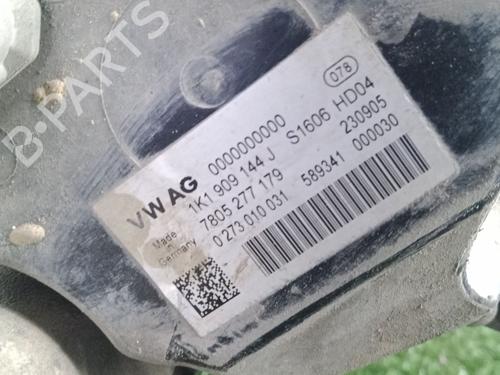 078
VW AG 0000000000
1K1 909 144 J S1606 HD04
Made in Germany 7805 277 179 230905
0 273 010 031 589341 000030